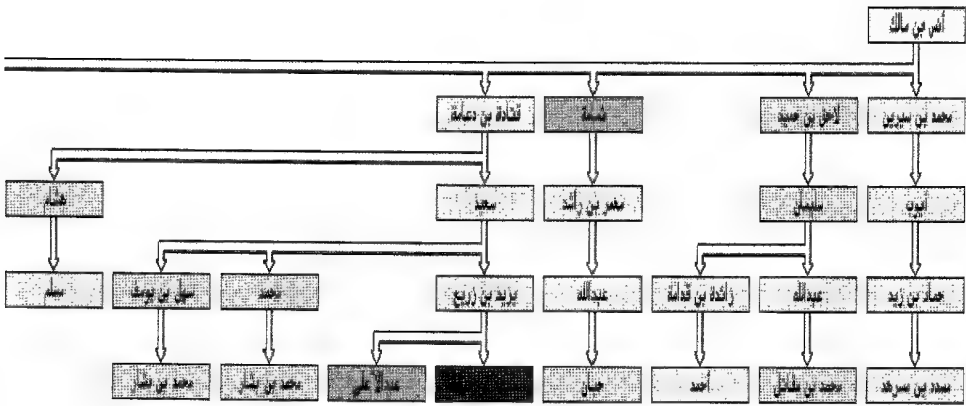 أنس بن مالك
محمد بن سيرين
لاحق بن حميد
ثمامة
قتادة بن دعامة
أيوب
سليمان
معمر بن راشد
سعيد
هشام
حماد بن زيد
عبدالله
زائدة بن قدامة
عبدالله
يزيد بن زريع
محمد
سهل بن يوسف
مسلم
مسدد بن مسرهد
محمد بن مقاتل
أحمد
حبان
عبدالأعلى
محمد بن بشار
محمد بن بشار